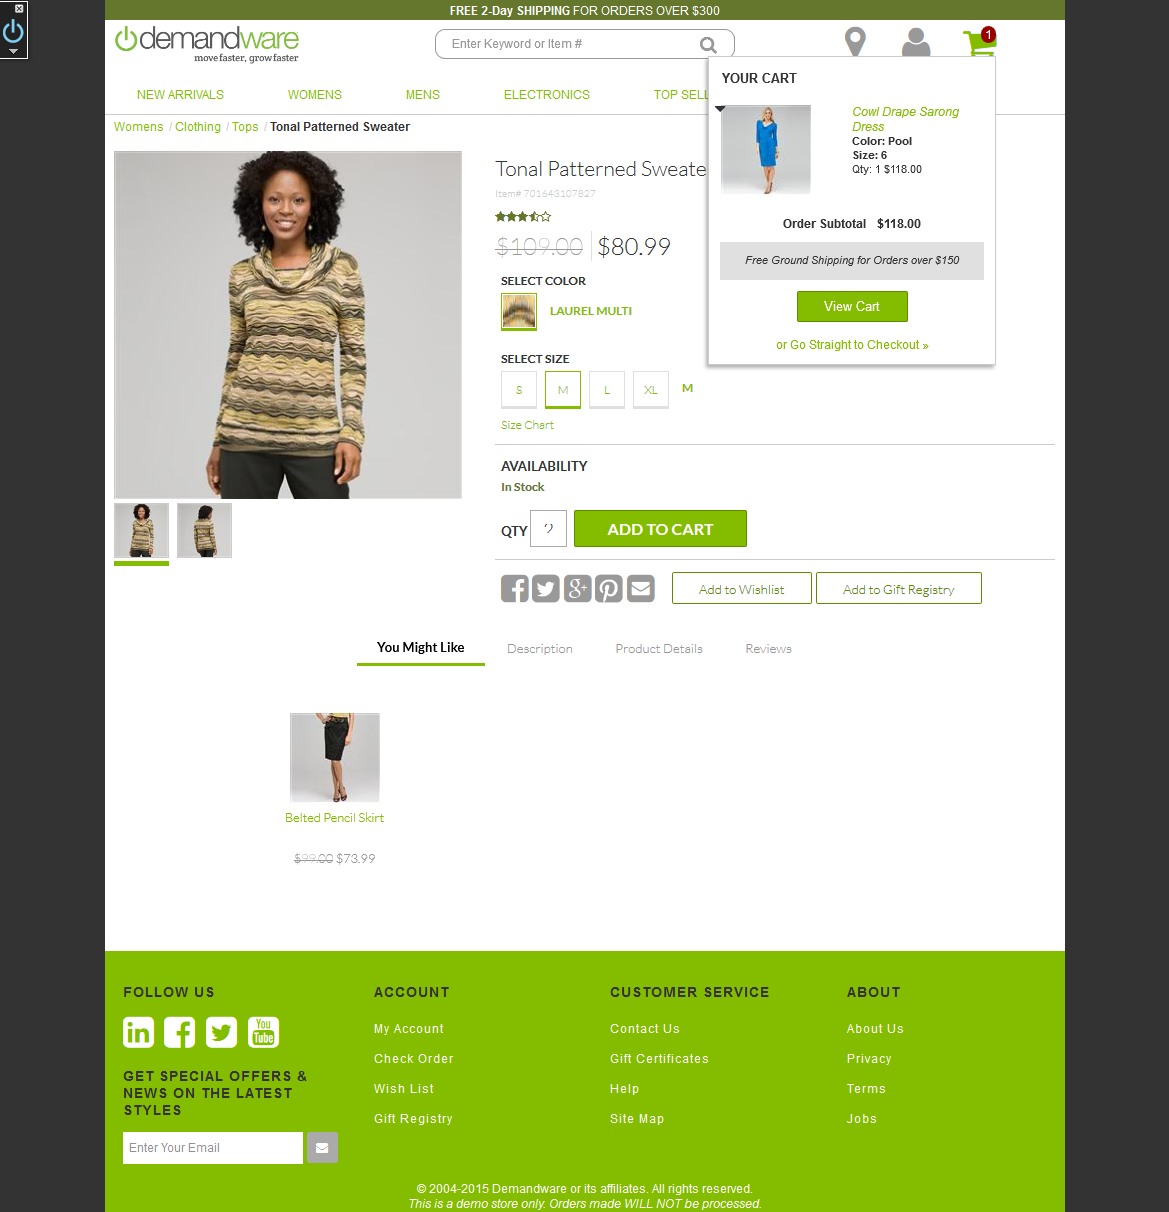 FREE 2-Day SHIPPING FOR ORDERS OVER $300
demandware
move faster, grow faster
Enter Keyword or Item #
1
NEW ARRIVALS
WOMENS
MENS
ELECTRONICS
TOP SELL
YOUR CART
Cowl Drape Sarong
Dress
Color: Pool
Size: 6
Qty: 1 $118.00
Order Subtotal $118.00
Free Ground Shipping for Orders over $150
View Cart
or Go Straight to Checkout »
Womens / Clothing / Tops / Tonal Patterned Sweater
Tonal Patterned Sweate
Item# 701643107827
$109.00 $80.99
SELECT COLOR
LAUREL MULTI
SELECT SIZE
S M L XL M
Size Chart
AVAILABILITY
In Stock
QTY
ADD TO CART
Add to Wishlist
Add to Gift Registry
You Might Like
Description
Product Details
Reviews
Belted Pencil Skirt
$99.00 $73.99
FOLLOW US
You
Tube
GET SPECIAL OFFERS &
NEWS ON THE LATEST
STYLES
Enter Your Email
ACCOUNT
My Account
Check Order
Wish List
Gift Registry
CUSTOMER SERVICE
Contact Us
Gift Certificates
Help
Site Map
ABOUT
About Us
Privacy
Terms
Jobs
© 2004-2015 Demandware or its affiliates. All rights reserved.
This is a demo store only. Orders made WILL NOT be processed.